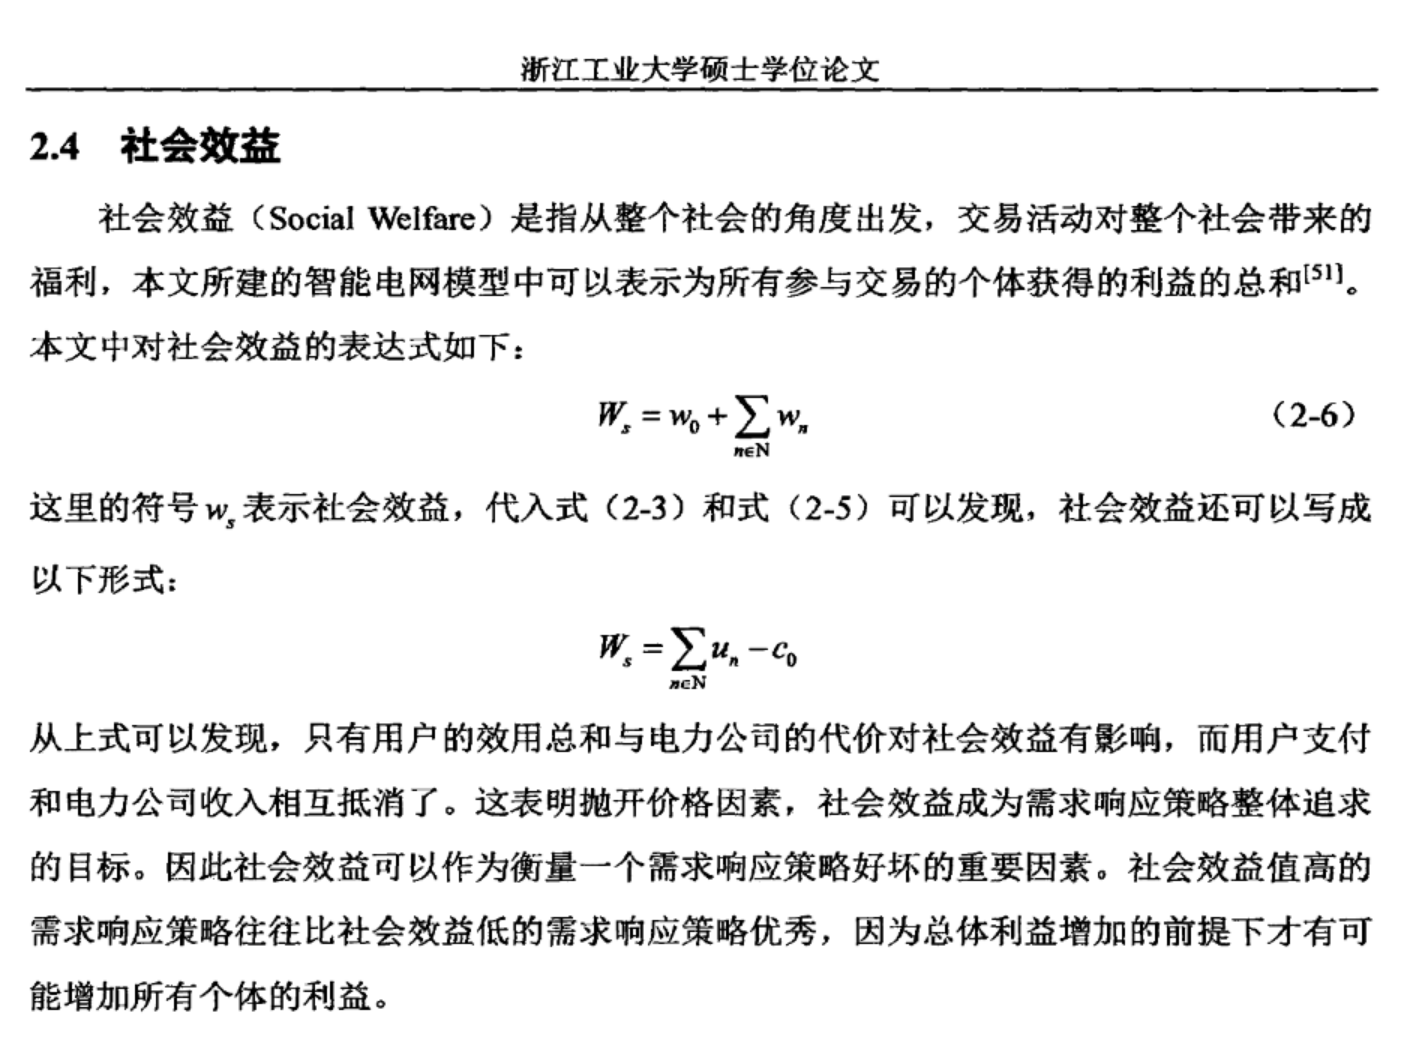 浙江工业大学硕士学位论文
2.4 社会效益
社会效益（Social Welfare）是指从整个社会的角度出发，交易活动对整个社会带来的
福利，本文所建的智能电网模型中可以表示为所有参与交易的个体获得的利益的总和[51]。
本文中对社会效益的表达式如下：
W_s = w_0 + ∑_{n∈N} w_n （2-6）
这里的符号 w_s 表示社会效益，代入式（2-3）和式（2-5）可以发现，社会效益还可以写成
以下形式：
W_s = ∑_{n∈N} u_n − c_0
从上式可以发现，只有用户的效用总和与电力公司的代价对社会效益有影响，而用户支付
和电力公司收入相互抵消了。这表明抛开价格因素，社会效益成为需求响应策略整体追求
的目标。因此社会效益可以作为衡量一个需求响应策略好坏的重要因素。社会效益值高的
需求响应策略往往比社会效益低的需求响应策略优秀，因为总体利益增加的前提下才有可
能增加所有个体的利益。